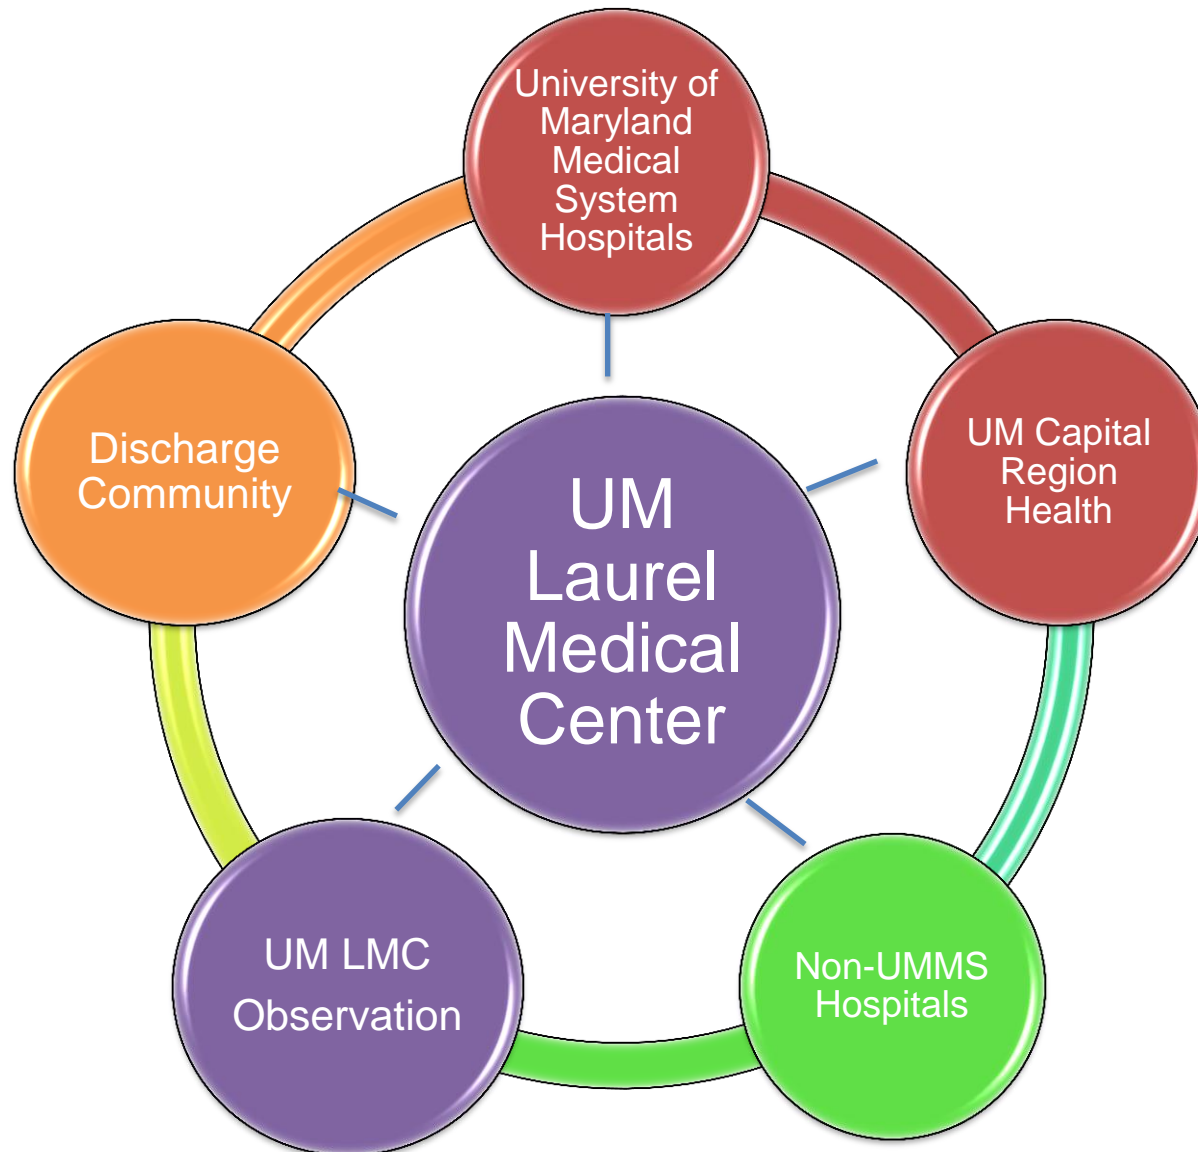 University of
Maryland
Medical
System
Hospitals
UM Capital
Region
Health
Discharge
Community
UM
Laurel
Medical
Center
UM LMC
Observation
Non-UMMS
Hospitals